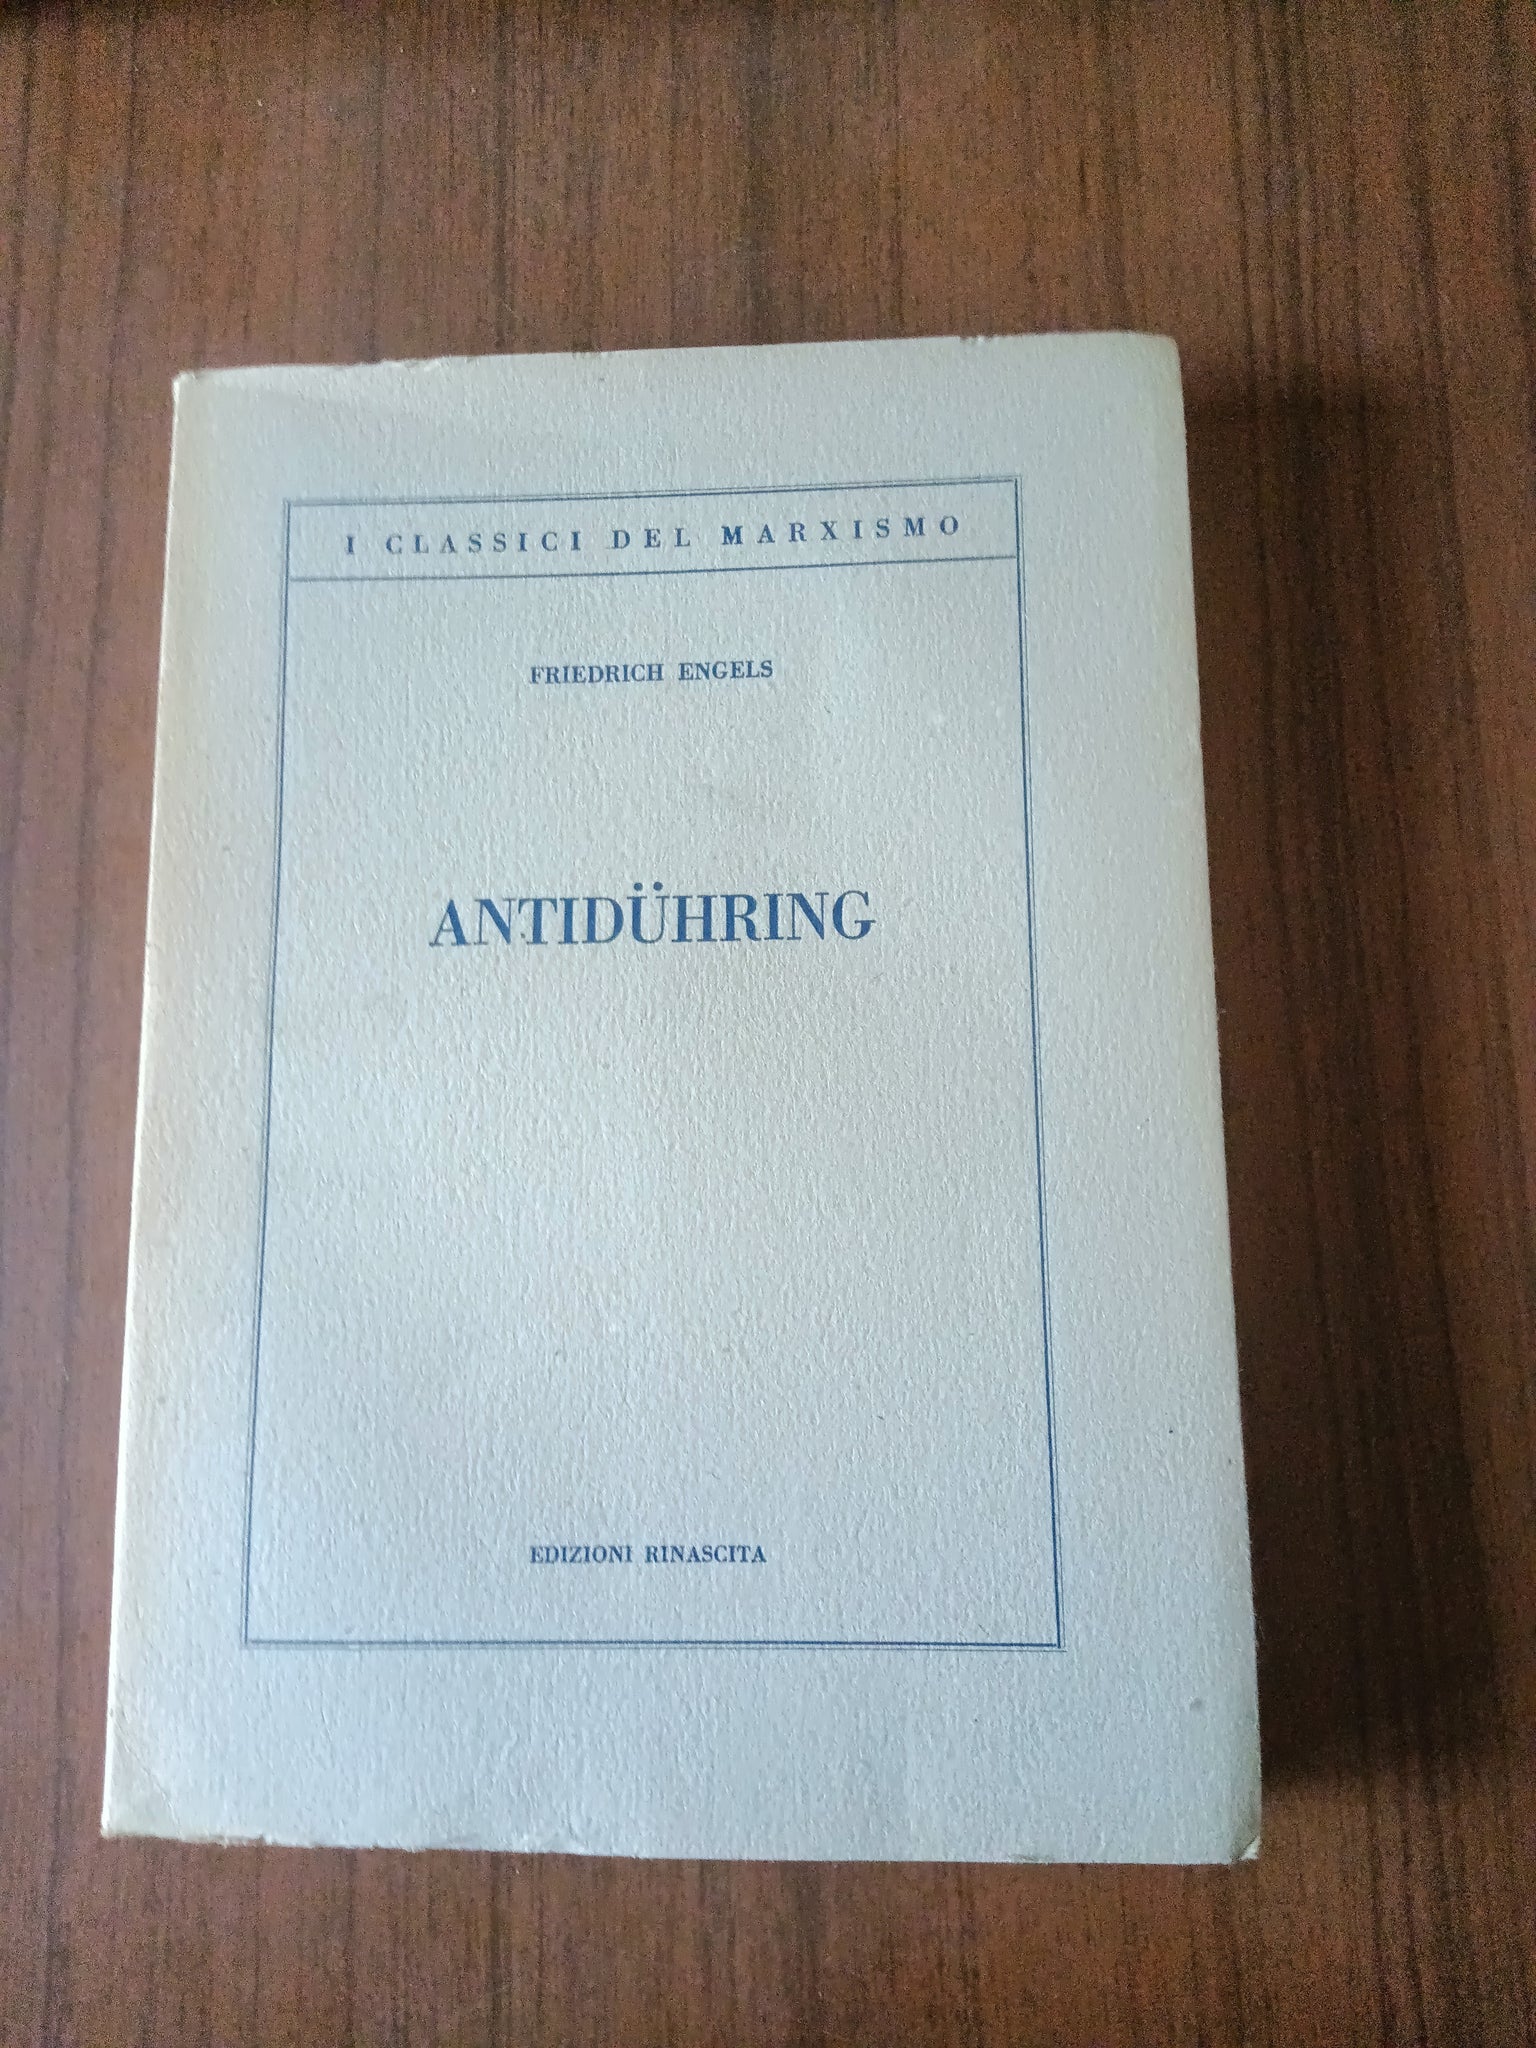 I CLASSICI DEL MARXISMO
FRIEDRICH ENGELS
ANTIDÜHRING
EDIZIONI RINASCITA